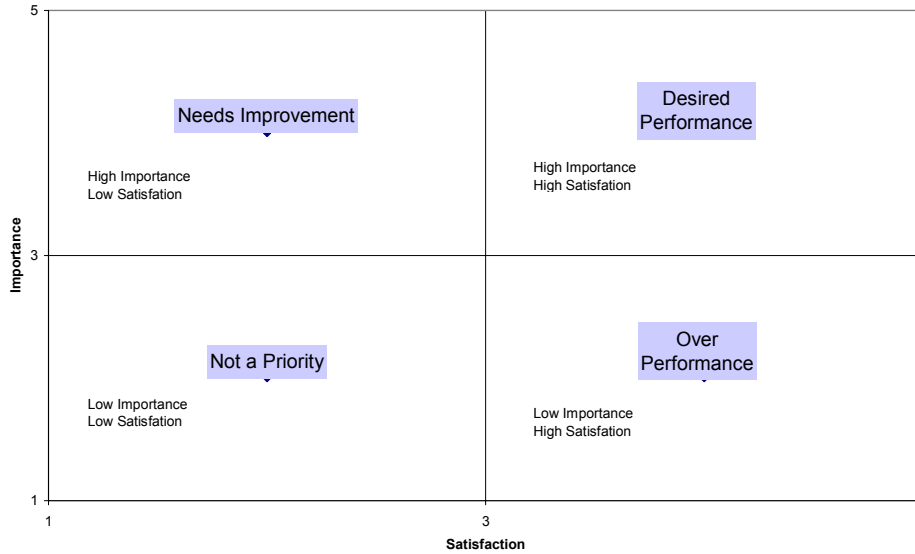 5
Needs Improvement
Desired
Performance
High Importance
Low Satisfation
High Importance
High Satisfation
Importance
3
Not a Priority
Over
Performance
Low Importance
Low Satisfation
Low Importance
High Satisfation
1
1
3
Satisfaction